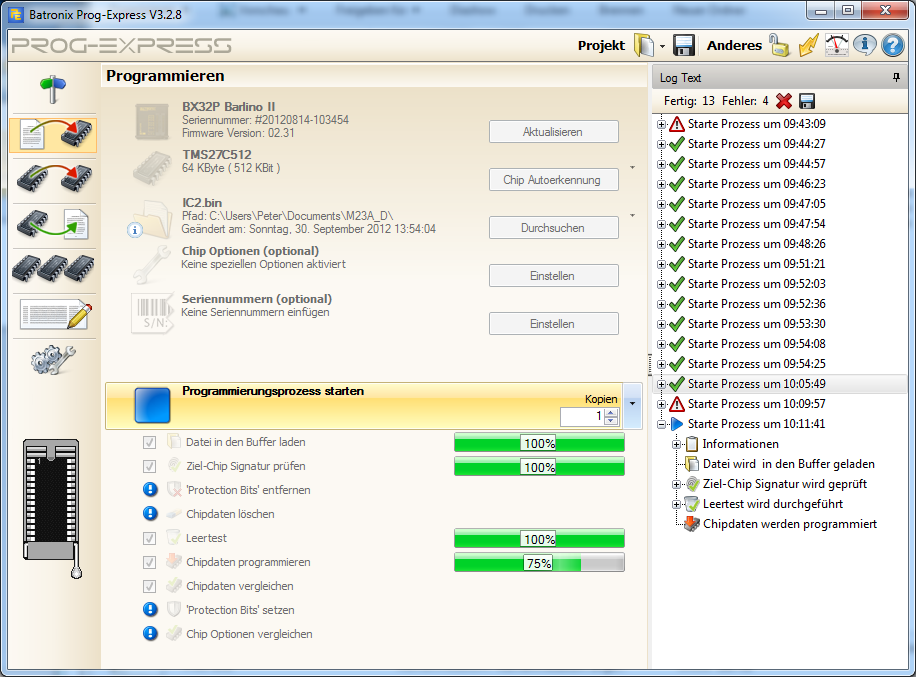 Batronix Prog-Express V3.2.8
PROG-EXPRESS
Projekt
Anderes
Programmieren
BX32P Barlino II
Seriennummer: #20120814-103454
Firmware Version: 02.31
Aktualisieren
TMS27C512
64 KByte ( 512 KBit )
Chip Autoerkennung
IC2.bin
Pfad: C:\Users\Peter\Documents\M23A_D\
Geändert am: Sonntag, 30. September 2012 13:54:04
Durchsuchen
Chip Optionen (optional)
Keine speziellen Optionen aktiviert
Einstellen
Seriennummern (optional)
Keine Seriennummern einfügen
S/N:
Einstellen
Programmierungsprozess starten
Kopien
1
Datei in den Buffer laden
100%
Ziel-Chip Signatur prüfen
100%
'Protection Bits' entfernen
Chipdaten löschen
Leertest
100%
Chipdaten programmieren
75%
Chipdaten vergleichen
'Protection Bits' setzen
Chip Optionen vergleichen
1
Log Text
Fertig: 13 Fehler: 4
Starte Prozess um 09:43:09
Starte Prozess um 09:44:27
Starte Prozess um 09:44:57
Starte Prozess um 09:46:23
Starte Prozess um 09:47:05
Starte Prozess um 09:47:54
Starte Prozess um 09:48:26
Starte Prozess um 09:51:21
Starte Prozess um 09:52:03
Starte Prozess um 09:52:36
Starte Prozess um 09:53:30
Starte Prozess um 09:54:08
Starte Prozess um 09:54:25
Starte Prozess um 10:05:49
Starte Prozess um 10:09:57
Starte Prozess um 10:11:41
Informationen
Datei wird in den Buffer geladen
Ziel-Chip Signatur wird geprüft
Leertest wird durchgeführt
Chipdaten werden programmiert